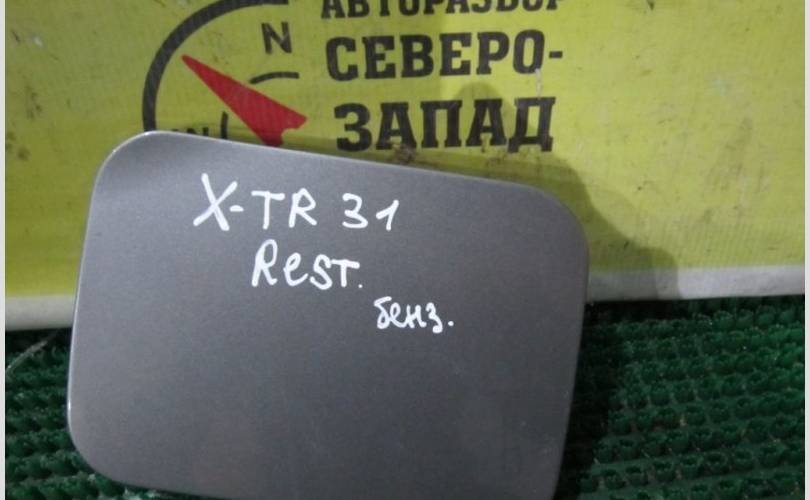 АВТОРАЗБОР
N
СЕВЕРО-
ЗАПАД
X-TR 31
ReST.
бенз.